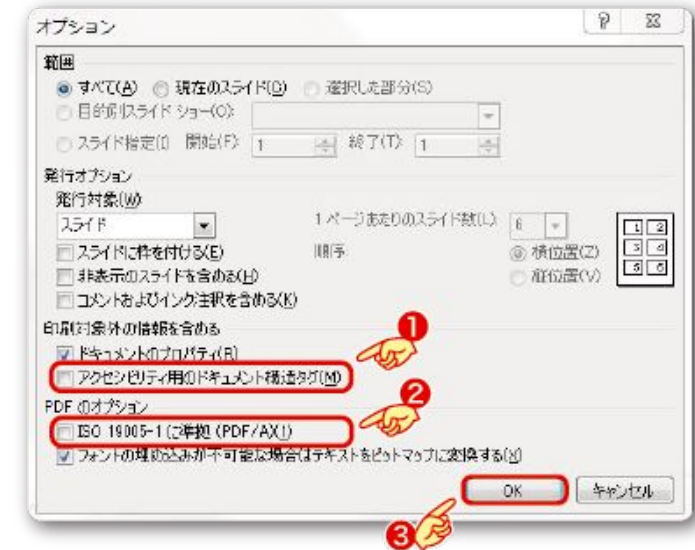 オプション
範囲
すべて(A) 現在のスライド(D) 選択した部分(S)
目的別スライド ショー(O):
スライド指定(I) 開始(F): 1 終了(T): 1
発行オプション
発行対象(W)
スライド 1 ページあたりのスライド数(L) 6
スライドに枠を付ける(E) 順序 横位置(Z)
非表示のスライドを含める(H) 縦位置(V)
コメントおよびインク注釈を含める(K)
1 2
3 4
5 6
印刷対象外の情報を含める
1
ドキュメントのプロパティ(R)
アクセシビリティ用のドキュメント構造タグ(M)
2
PDF のオプション
ISO 19005-1 に準拠 (PDF/A)(1)
フォントの埋め込みが不可能な場合はテキストをビットマップに変換する(X)
OK キャンセル
3